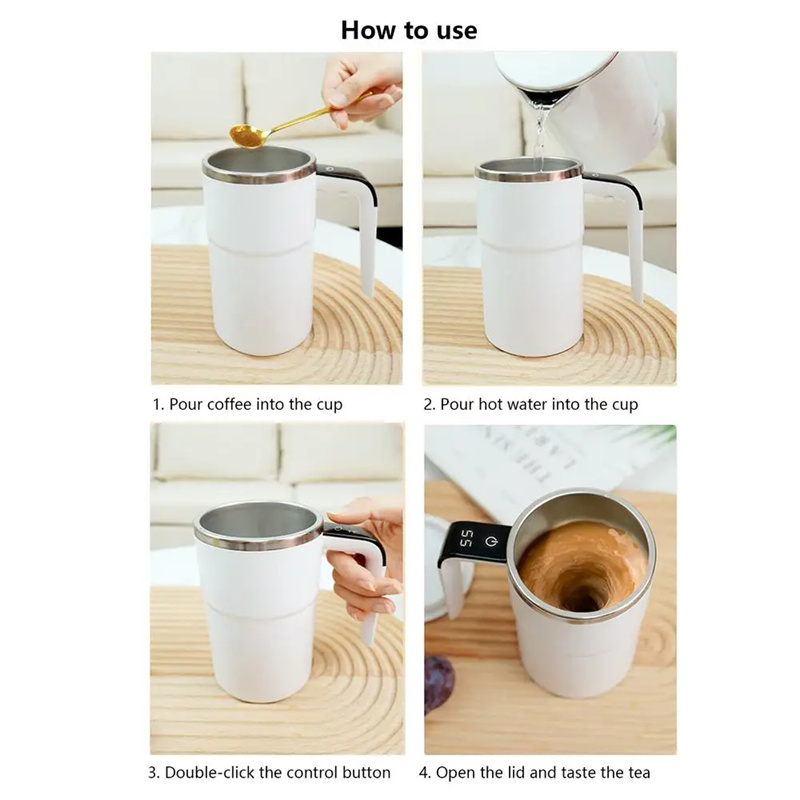 How to use
1. Pour coffee into the cup
2. Pour hot water into the cup
3. Double-click the control button
4. Open the lid and taste the tea
55